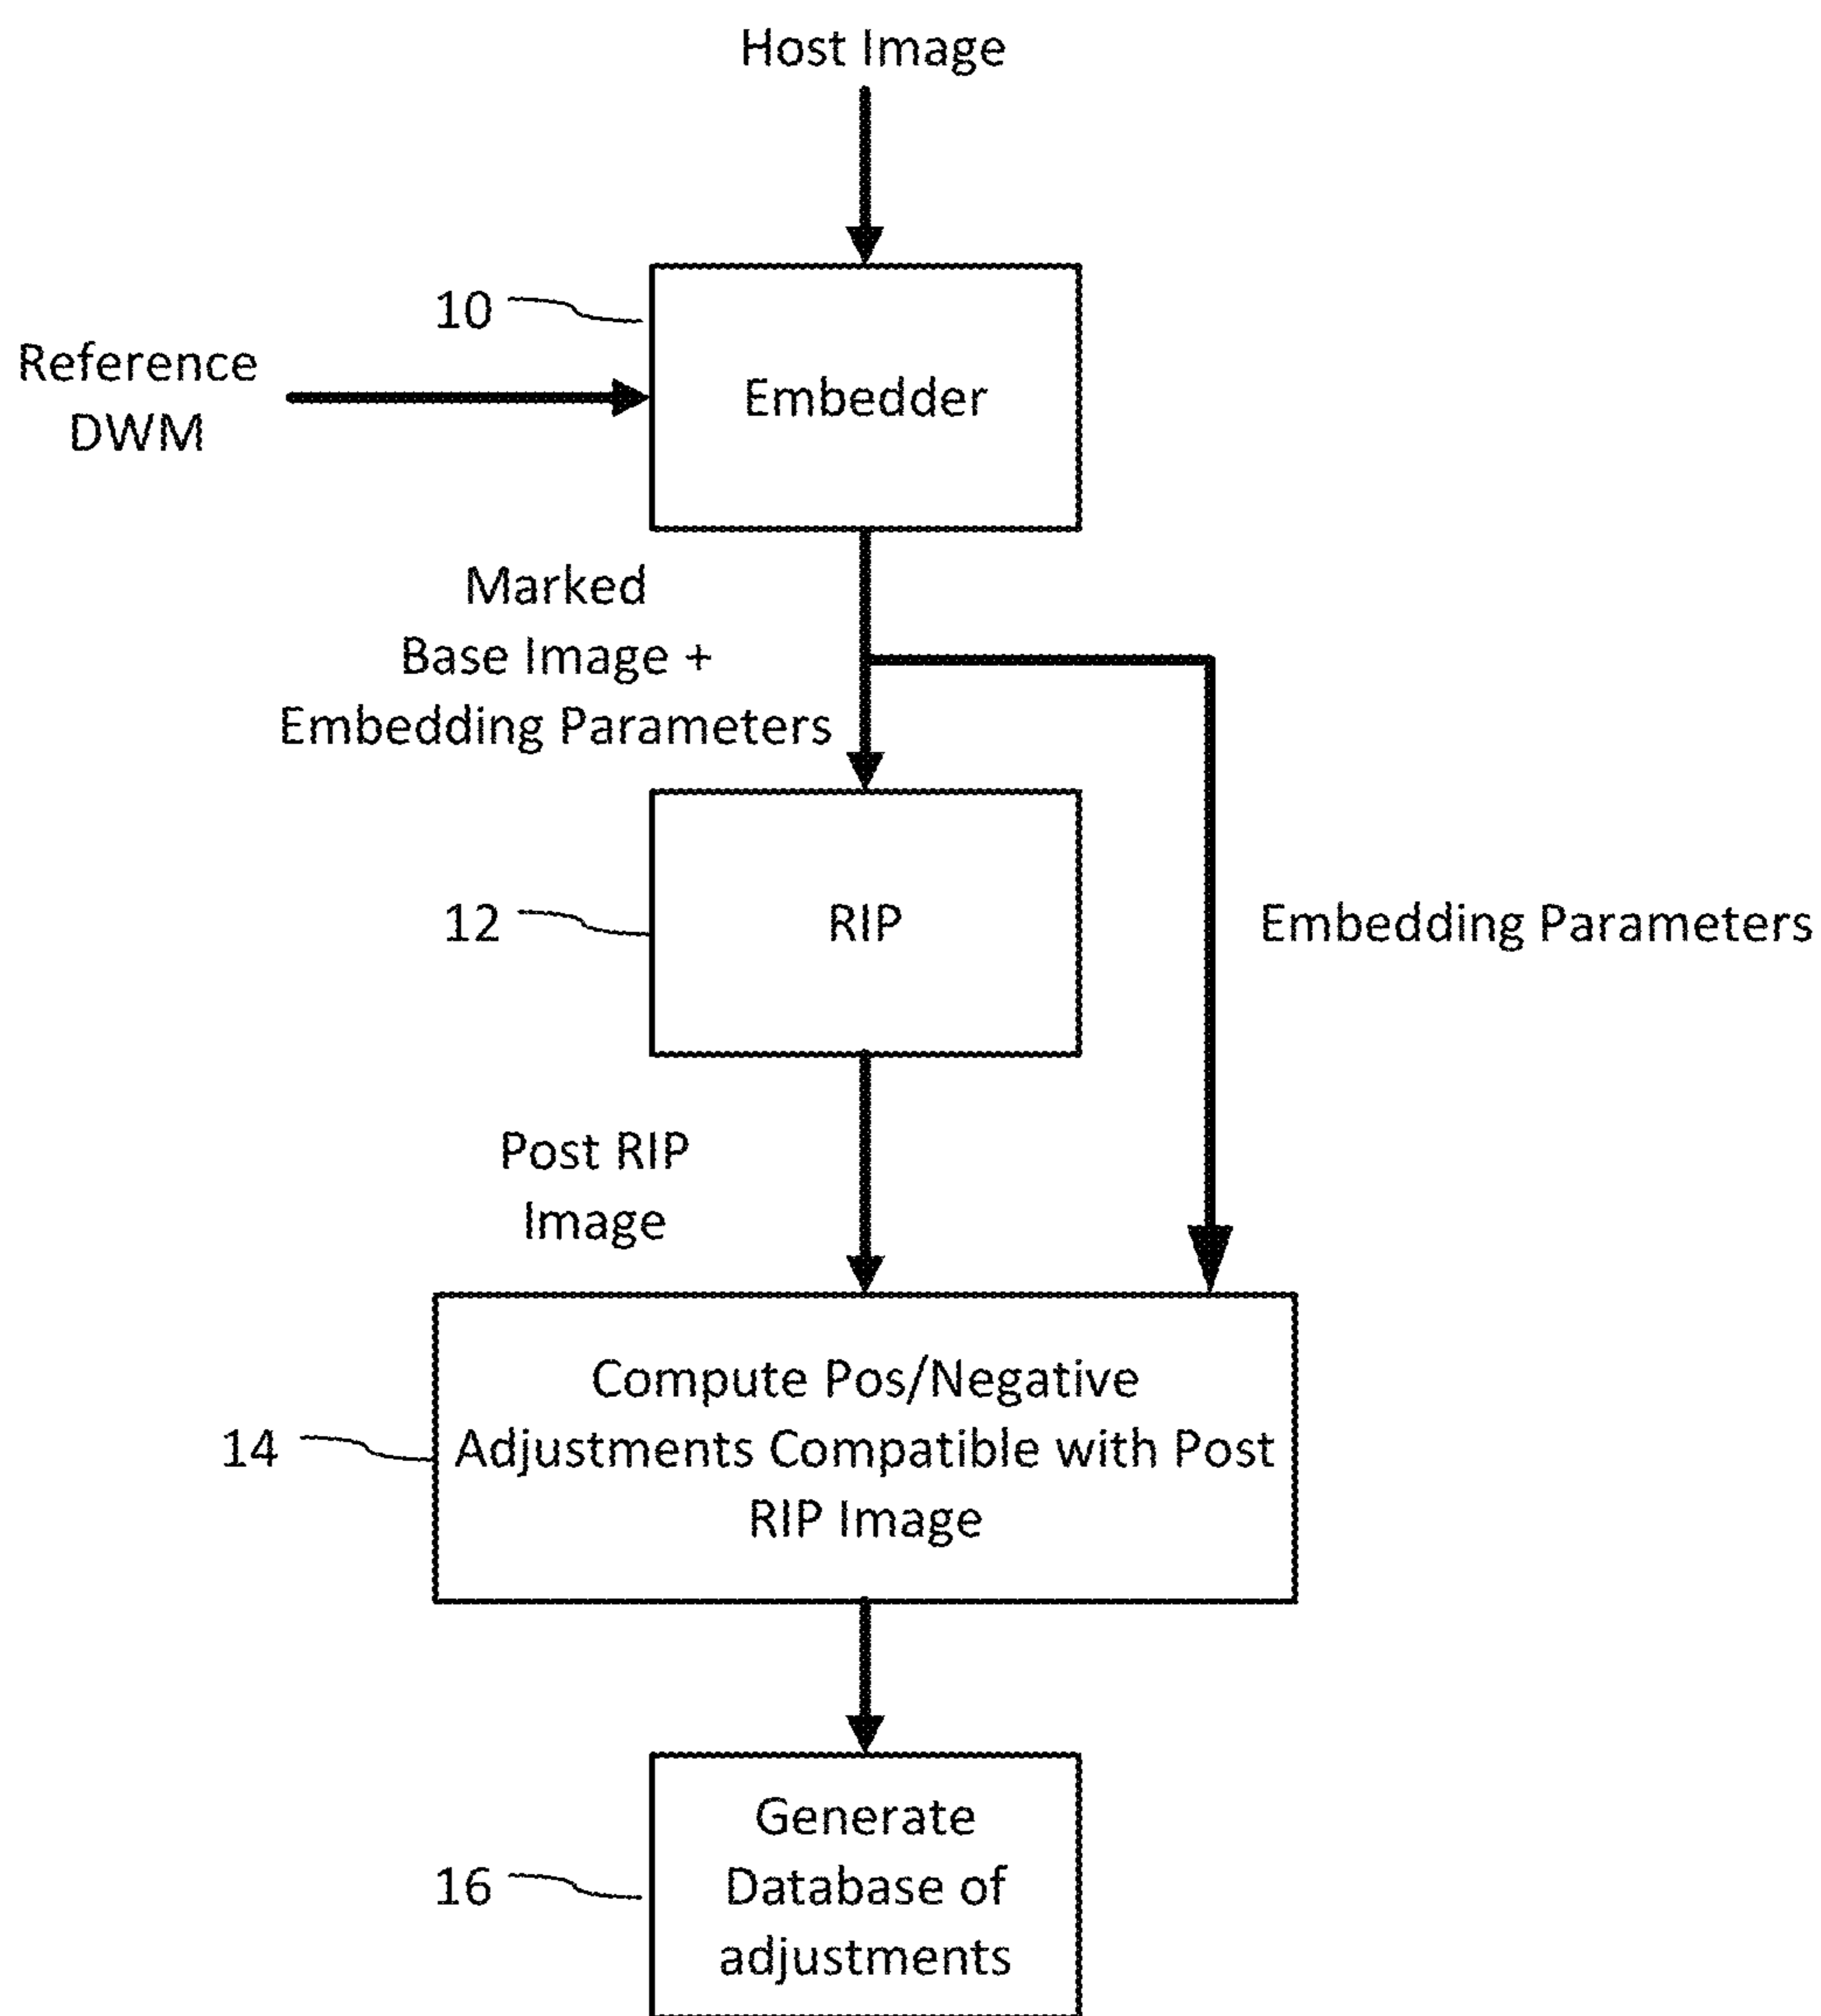 Host Image
10
Reference
DWM
Embedder
Marked
Base Image +
Embedding Parameters
12
RIP
Embedding Parameters
Post RIP
Image
14
Compute Pos/Negative
Adjustments Compatible with Post
RIP Image
16
Generate
Database of
adjustments